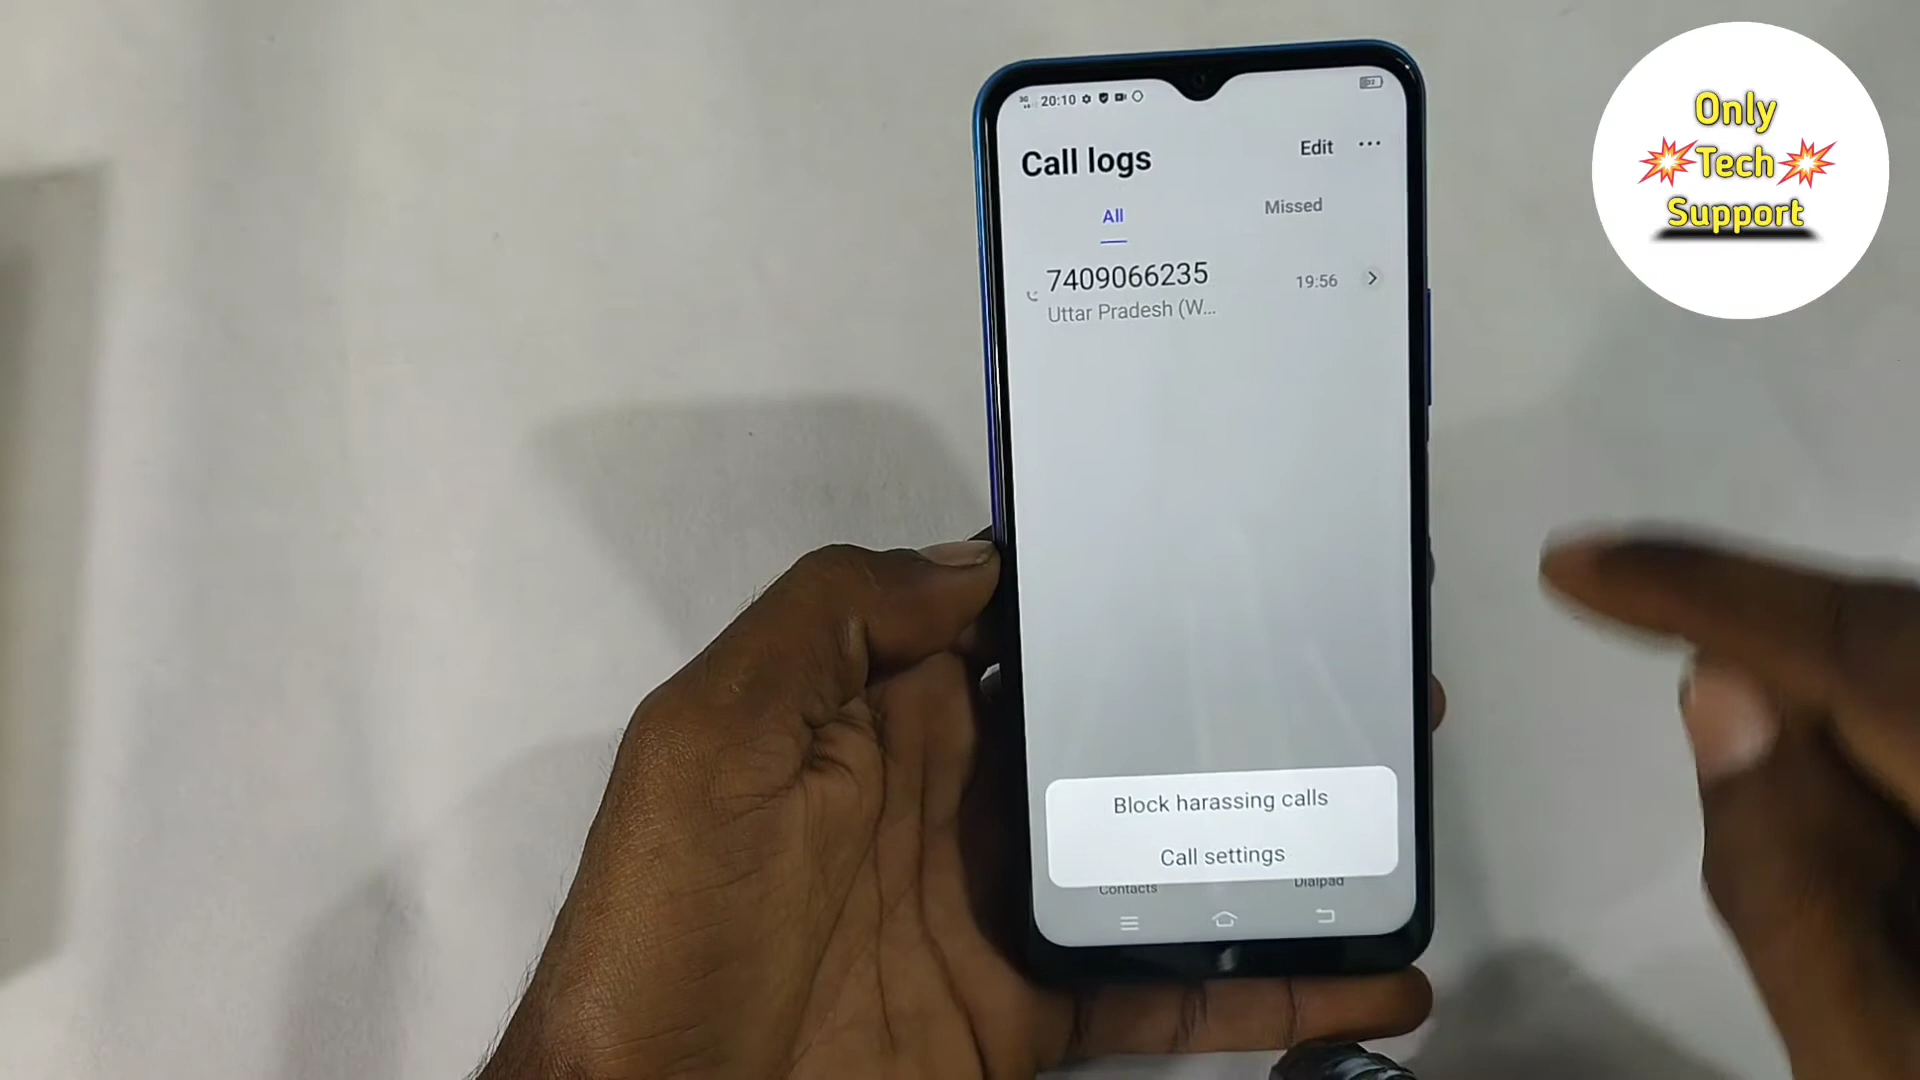 3G
20:10
Call logs
Edit ...
All
Missed
7409066235
19:56
Uttar Pradesh (W...
Block harassing calls
Call settings
Contacts
Dialpad
Only
Tech
Support